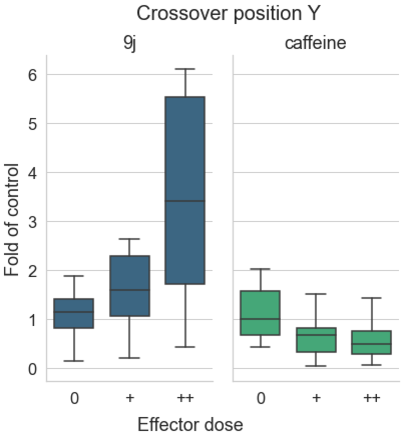 Crossover position Y
9j
caffeine
Fold of control
6
5
4
3
2
1
0
0 + ++
0 + ++
Effector dose